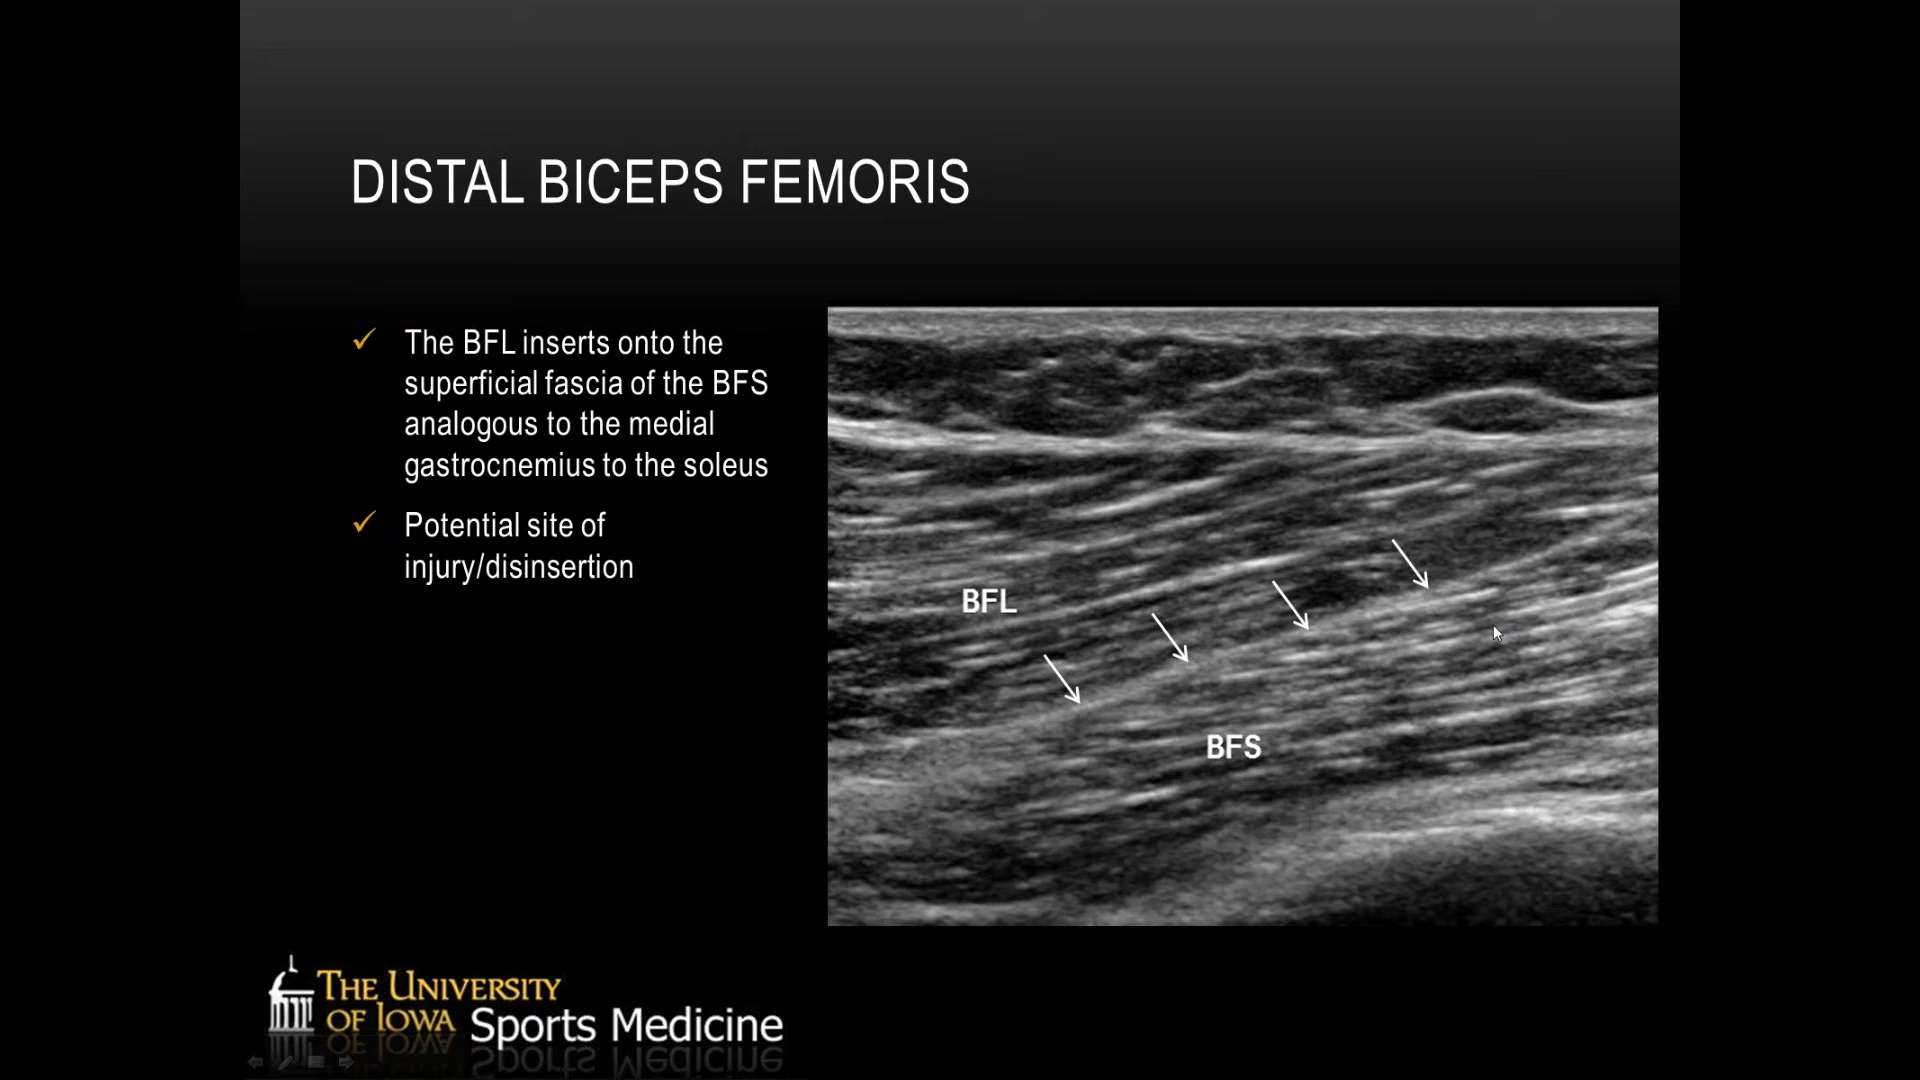 DISTAL BICEPS FEMORIS
The BFL inserts onto the
superficial fascia of the BFS
analogous to the medial
gastrocnemius to the soleus
Potential site of
injury/disinsertion
BFL
BFS
THE UNIVERSITY
OF IOWA Sports Medicine